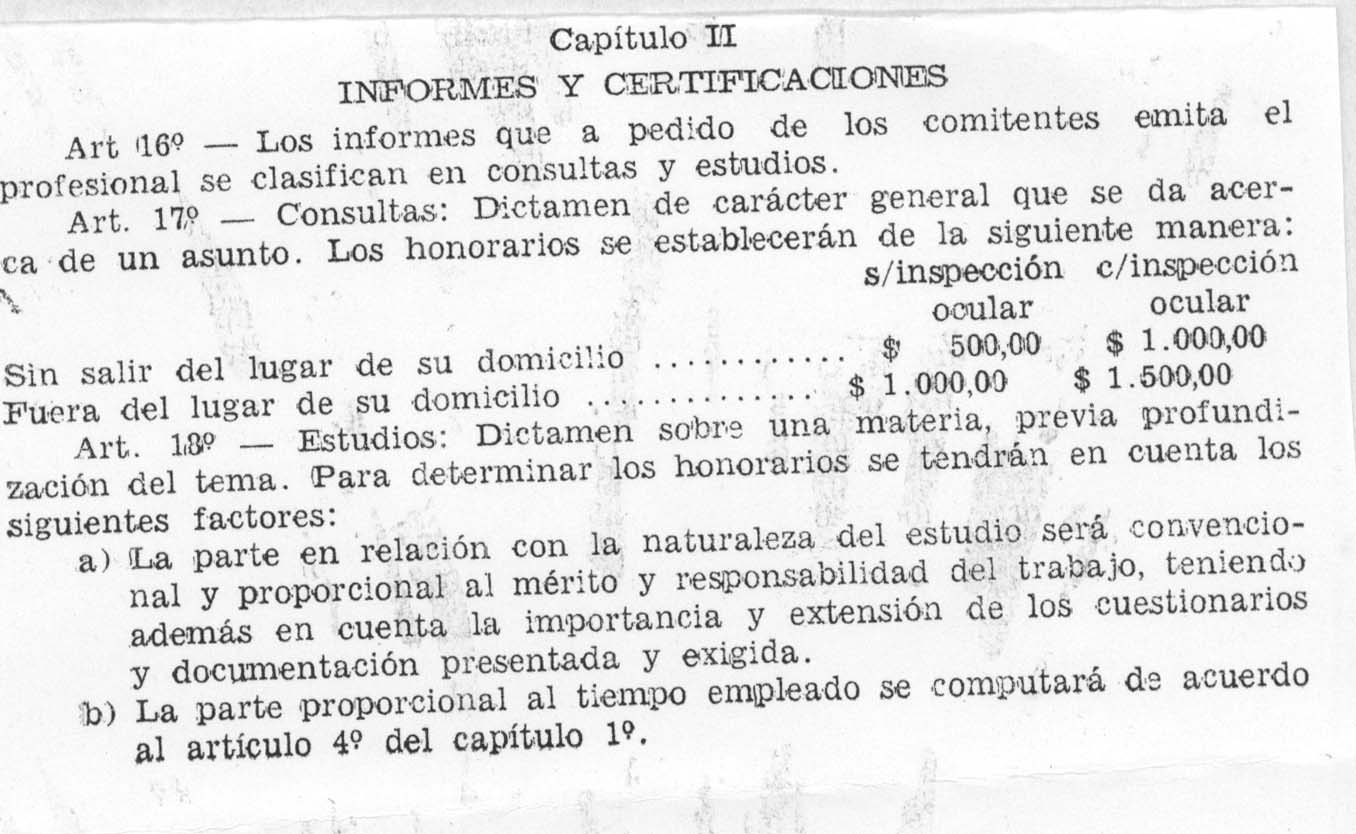 Capítulo II
INFORMES Y CERTIFICACIONES
Art 16º — Los informes que a pedido de los comitentes emita el
profesional se clasifican en consultas y estudios.
Art. 17º — Consultas: Dictamen de carácter general que se da acer-
ca de un asunto. Los honorarios se establecerán de la siguiente manera:
s/inspección c/inspección
ocular ocular
Sin salir del lugar de su domicilio ............ $ 500,00 $ 1.000,00
Fuera del lugar de su domicilio .............. $ 1.000,00 $ 1.500,00
Art. 18º — Estudios: Dictamen sobre una materia, previa profundi-
zación del tema. Para determinar los honorarios se tendrán en cuenta los
siguientes factores:
a) La parte en relación con la naturaleza del estudio será convencio-
nal y proporcional al mérito y responsabilidad del trabajo, teniendo
además en cuenta la importancia y extensión de los cuestionarios
y documentación presentada y exigida.
b) La parte proporcional al tiempo empleado se computará de acuerdo
al artículo 4º del capítulo 1º.